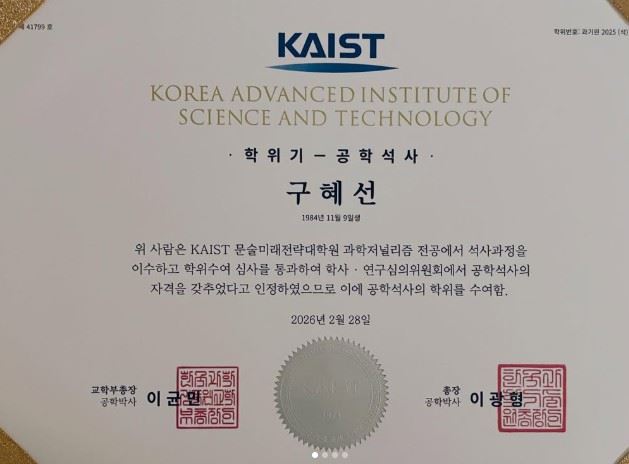 제 41799 호
학위번호: 과기원 2025 (석)
KAIST
KOREA ADVANCED INSTITUTE OF
SCIENCE AND TECHNOLOGY
· 학 위 기 – 공 학 석 사 ·
구 혜 선
1984년 11월 9일생
위 사람은 KAIST 문술미래전략대학원 과학저널리즘 전공에서 석사과정을
이수하고 학위수여 심사를 통과하여 학사 · 연구심의위원회에서 공학석사의
자격을 갖추었다고 인정하였으므로 이에 공학석사의 학위를 수여함.
2026년 2월 28일
KAIST
1971
교학부총장
공학박사 이 균 민
총장
공학박사 이 광 형